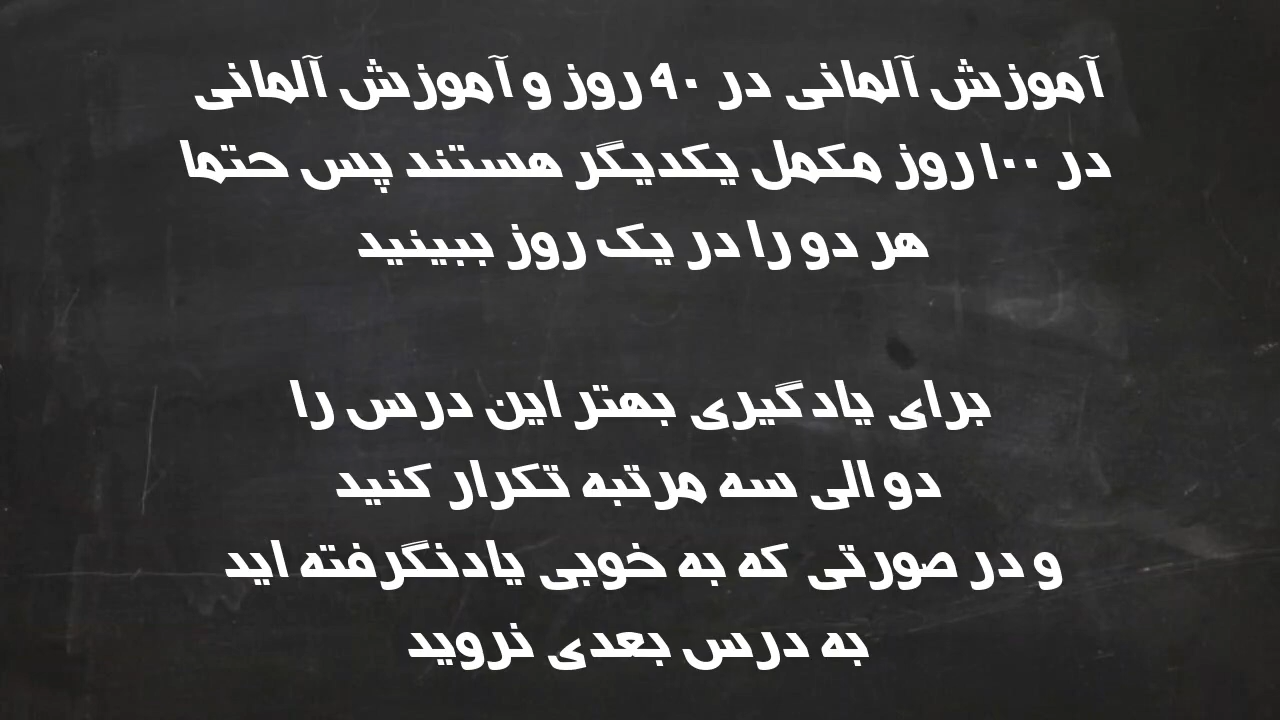 آموزش آلمانی در ۹۰ روز و آموزش آلمانی
در ۱۰۰ روز مکمل یکدیگر هستند پس حتما
هر دو را در یک روز ببینید
برای یادگیری بهتر این درس را
دو الی سه مرتبه تکرار کنید
و در صورتی که به خوبی یادنگرفته اید
به درس بعدی نروید